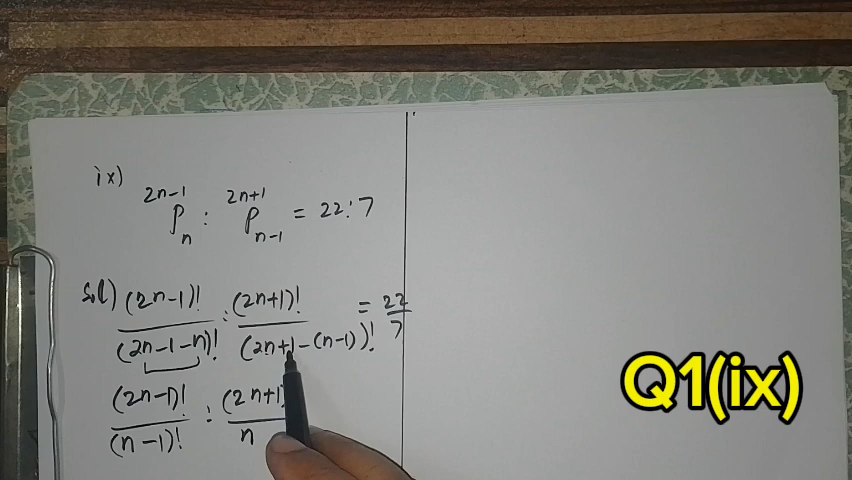 ix)
2n-1 P n : 2n+1 P n-1 = 22:7
Sol) (2n-1)! / (2n-1-n)! : (2n+1)! / (2n+1-(n-1))! = 22/7
(2n-1)! / (n-1)! : (2n+1) / n
Q1(ix)